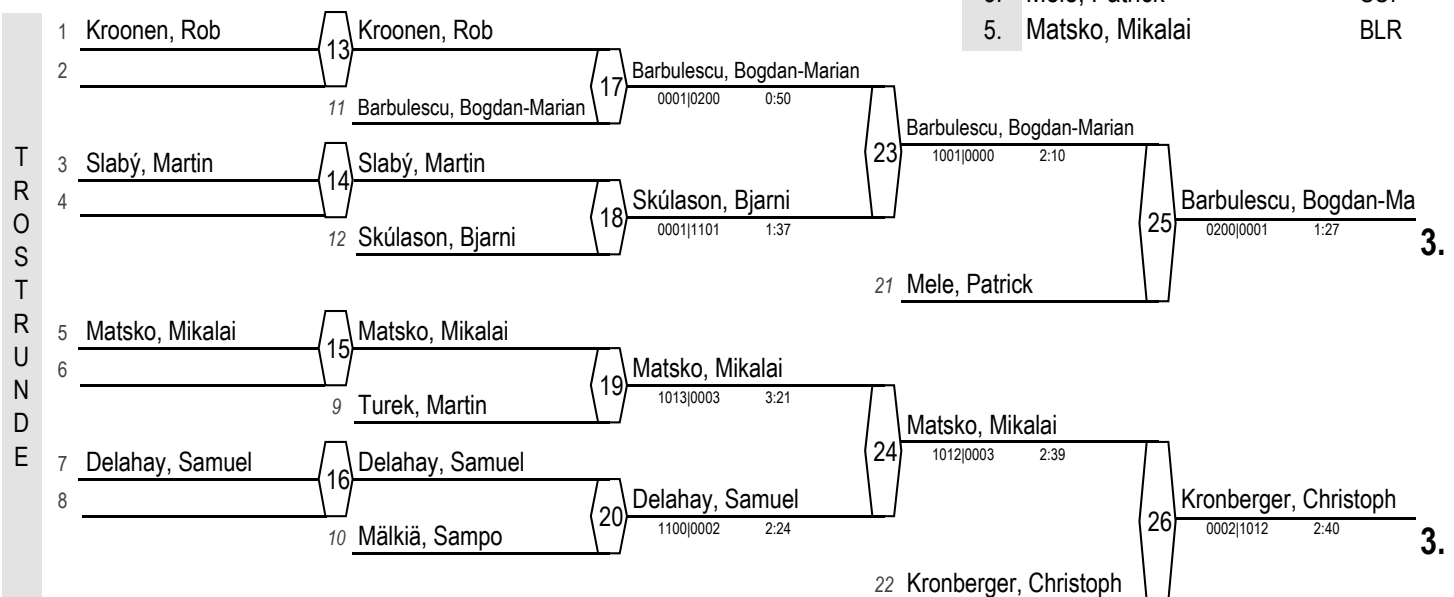 5. Matsko, Mikalai BLR
TROSTRUNDE
1 Kroonen, Rob
2
13
Kroonen, Rob
11 Barbulescu, Bogdan-Marian
17
Barbulescu, Bogdan-Marian
0001|0200 0:50
3 Slabý, Martin
4
14
Slabý, Martin
12 Skúlason, Bjarni
18
Skúlason, Bjarni
0001|1101 1:37
23
Barbulescu, Bogdan-Marian
1001|0000 2:10
21 Mele, Patrick
25
Barbulescu, Bogdan-Ma
0200|0001 1:27
3.
5 Matsko, Mikalai
6
15
Matsko, Mikalai
9 Turek, Martin
19
Matsko, Mikalai
1013|0003 3:21
7 Delahay, Samuel
8
16
Delahay, Samuel
10 Mälkiä, Sampo
20
Delahay, Samuel
1100|0002 2:24
24
Matsko, Mikalai
1012|0003 2:39
22 Kronberger, Christoph
26
Kronberger, Christoph
0002|1012 2:40
3.